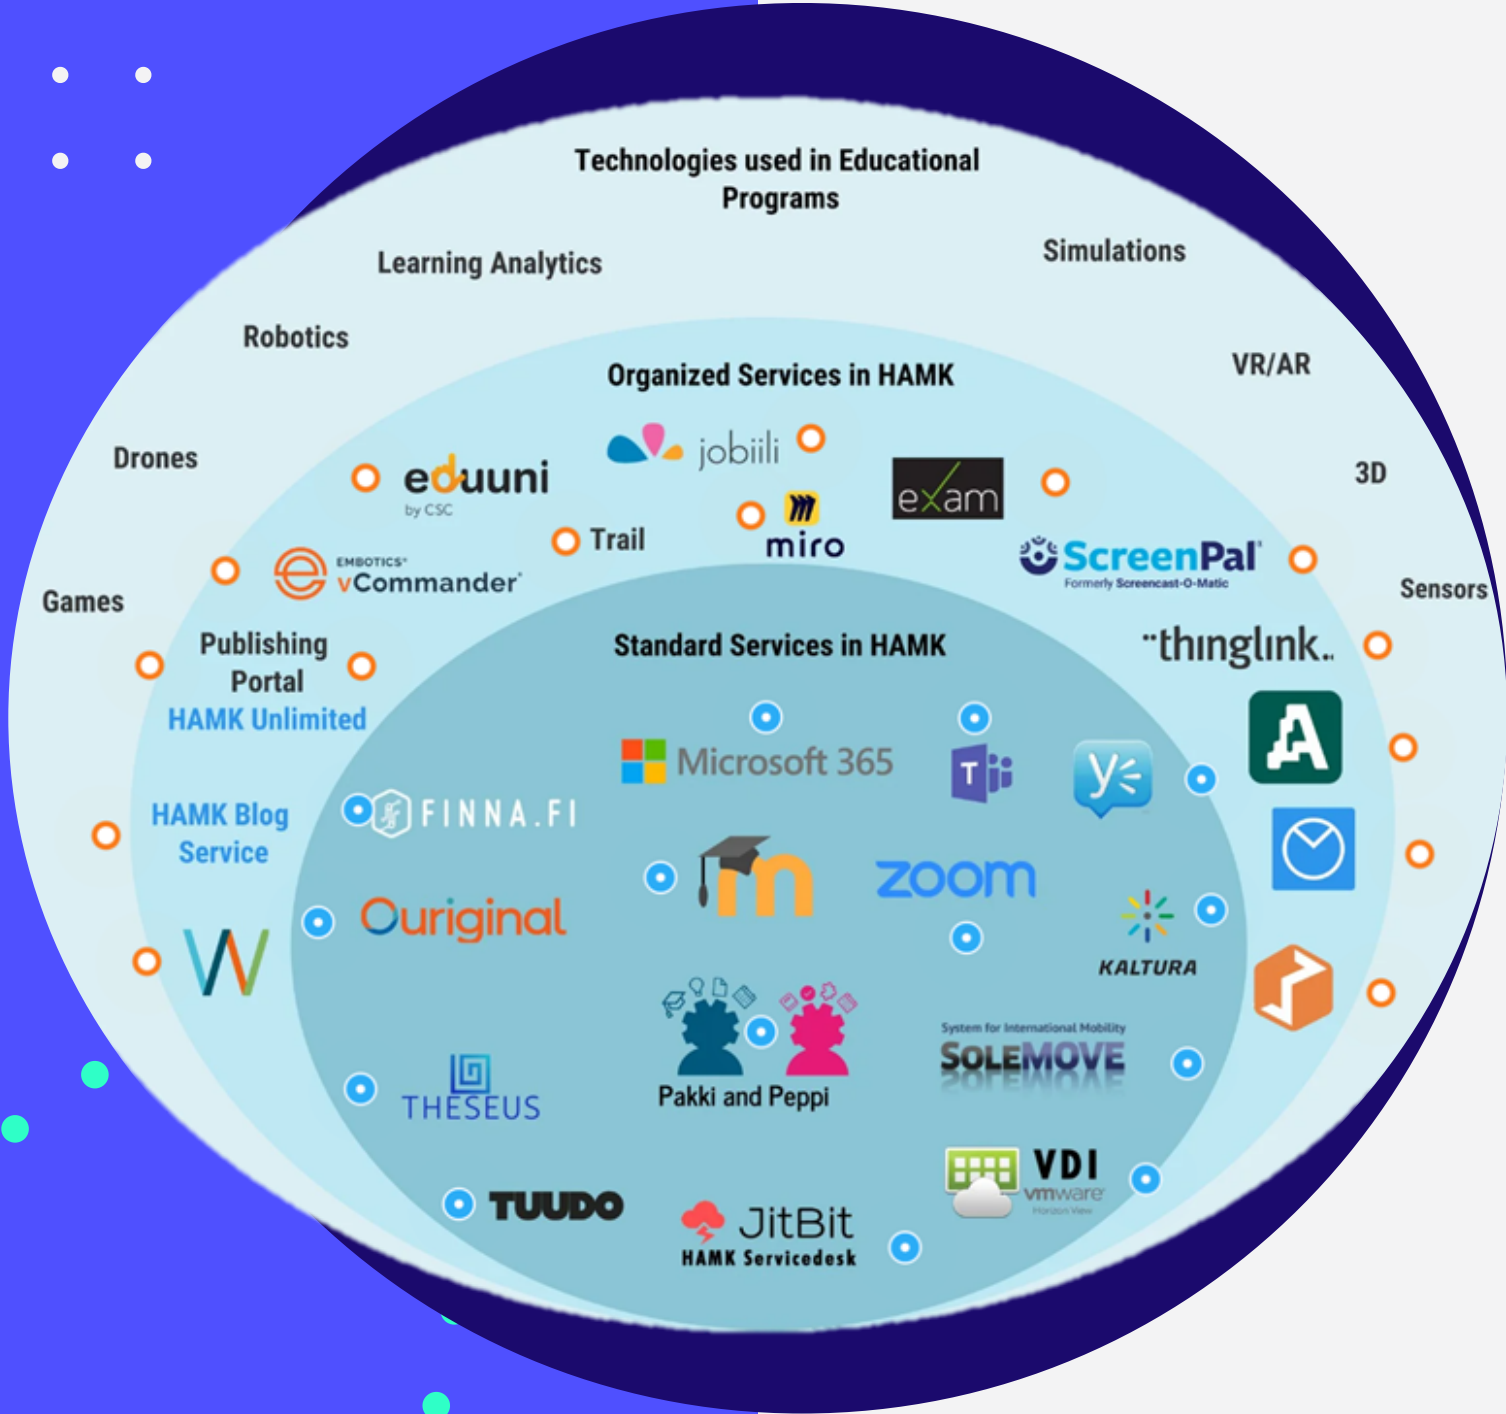 Technologies used in Educational
Programs
Learning Analytics
Simulations
Robotics
VR/AR
Drones
3D
Games
Sensors
Organized Services in HAMK
jobiili
eduuni
by CSC
exam
Trail
miro
EMBOTICS®
vCommander®
ScreenPal®
Formerly Screencast-O-Matic
Publishing
Portal
HAMK Unlimited
¨thınglınk..
HAMK Blog
Service
W
A
Standard Services in HAMK
Microsoft 365
T
y
FINNA.FI
m
zoom
Ouriginal
KALTURA
System for International Mobility
SOLEMOVE
THESEUS
Pakki and Peppi
VDI
vmware
Horizon View
TUUDO
JitBit
HAMK Servicedesk